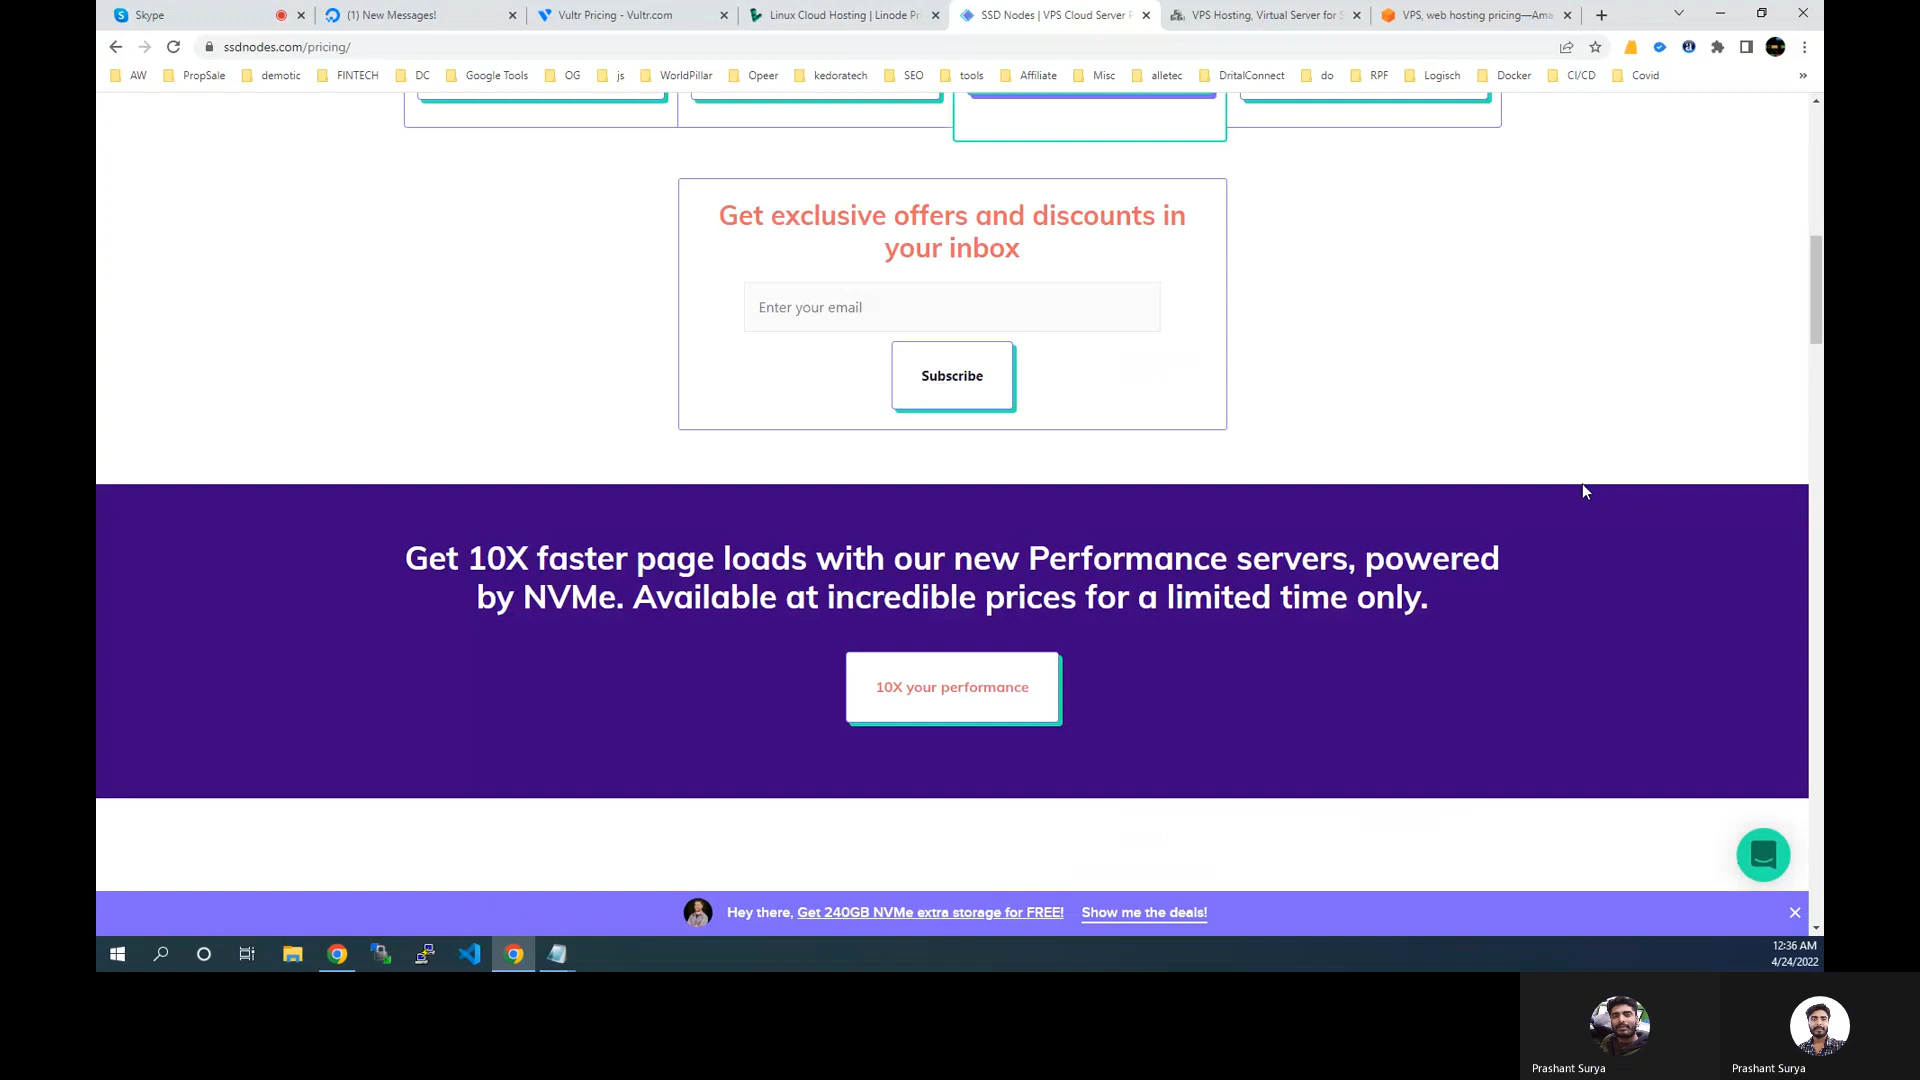 Skype
(1) New Messages!
Vultr Pricing - Vultr.com
Linux Cloud Hosting | Linode Pr
SSD Nodes | VPS Cloud Server P
VPS Hosting, Virtual Server for S
VPS, web hosting pricing—Ama
ssdnodes.com/pricing/
AW
PropSale
demotic
FINTECH
DC
Google Tools
OG
js
WorldPillar
Opeer
kedoratech
SEO
tools
Affiliate
Misc
alletec
DritalConnect
do
RPF
Logisch
Docker
CI/CD
Covid
»
Get exclusive offers and discounts in
your inbox
Enter your email
Subscribe
Get 10X faster page loads with our new Performance servers, powered
by NVMe. Available at incredible prices for a limited time only.
10X your performance
Hey there, Get 240GB NVMe extra storage for FREE! Show me the deals!
12:36 AM
4/24/2022
Prashant Surya
Prashant Surya